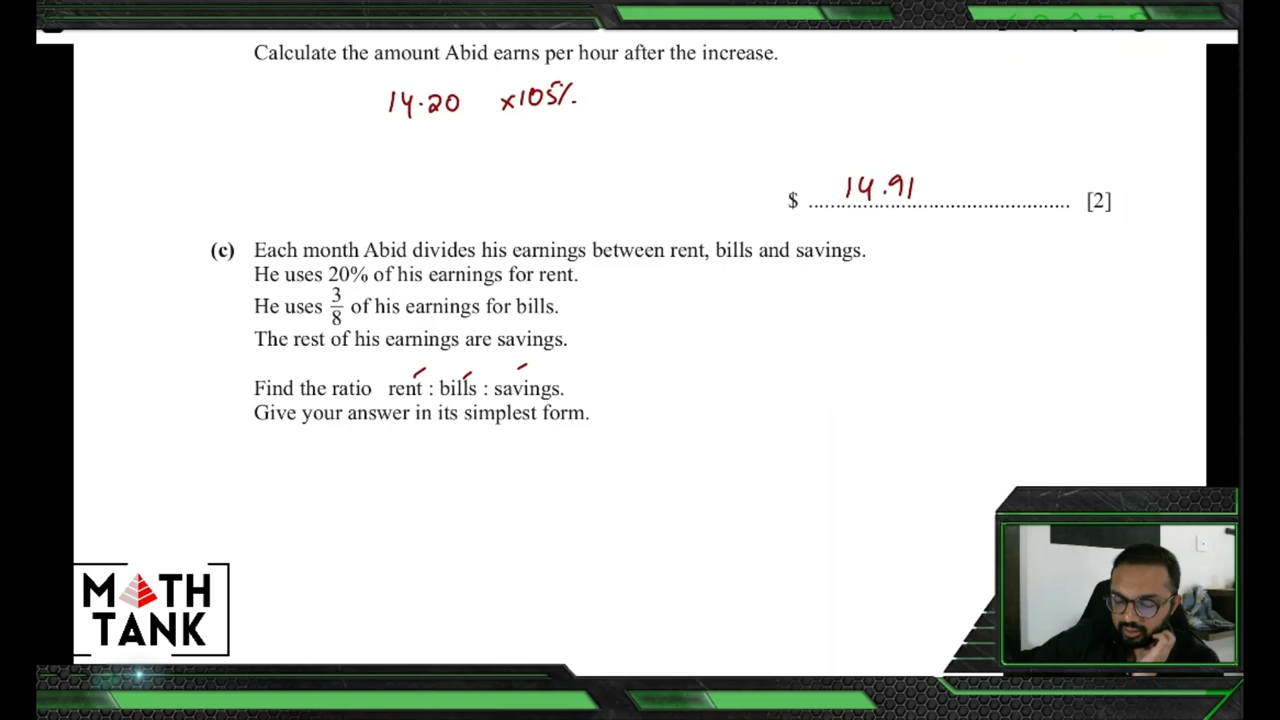 Calculate the amount Abid earns per hour after the increase.
14.20 ×105%.
$ 14.91 [2]
(c) Each month Abid divides his earnings between rent, bills and savings.
He uses 20% of his earnings for rent.
He uses 3/8 of his earnings for bills.
The rest of his earnings are savings.
Find the ratio rent : bills : savings.
Give your answer in its simplest form.
MATH
TANK